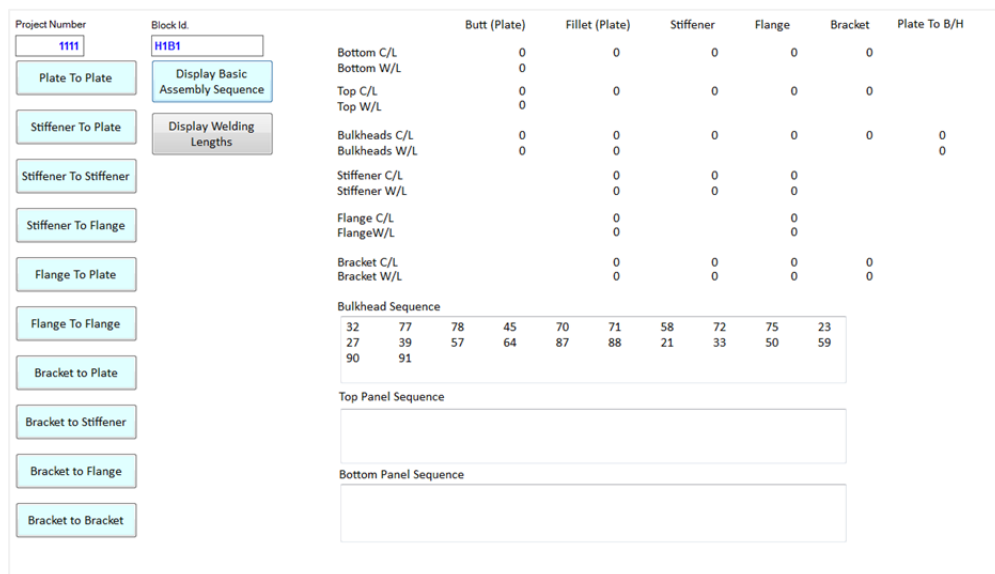 Project Number
Block Id.
1111
H1B1
Plate To Plate
Stiffener To Plate
Stiffener To Stiffener
Stiffener To Flange
Flange To Plate
Flange To Flange
Bracket to Plate
Bracket to Stiffener
Bracket to Flange
Bracket to Bracket
Display Basic
Assembly Sequence
Display Welding
Lengths
Butt (Plate) Fillet (Plate) Stiffener Flange Bracket Plate To B/H
Bottom C/L 0 0 0 0 0
Bottom W/L 0
Top C/L 0 0 0 0 0
Top W/L 0
Bulkheads C/L 0 0 0 0 0 0
Bulkheads W/L 0 0 0
Stiffener C/L 0 0 0
Stiffener W/L 0 0 0
Flange C/L 0 0
FlangeW/L 0 0
Bracket C/L 0 0 0 0
Bracket W/L 0 0 0 0
Bulkhead Sequence
32 77 78 45 70 71 58 72 75 23
27 39 57 64 87 88 21 33 50 59
90 91
Top Panel Sequence
Bottom Panel Sequence